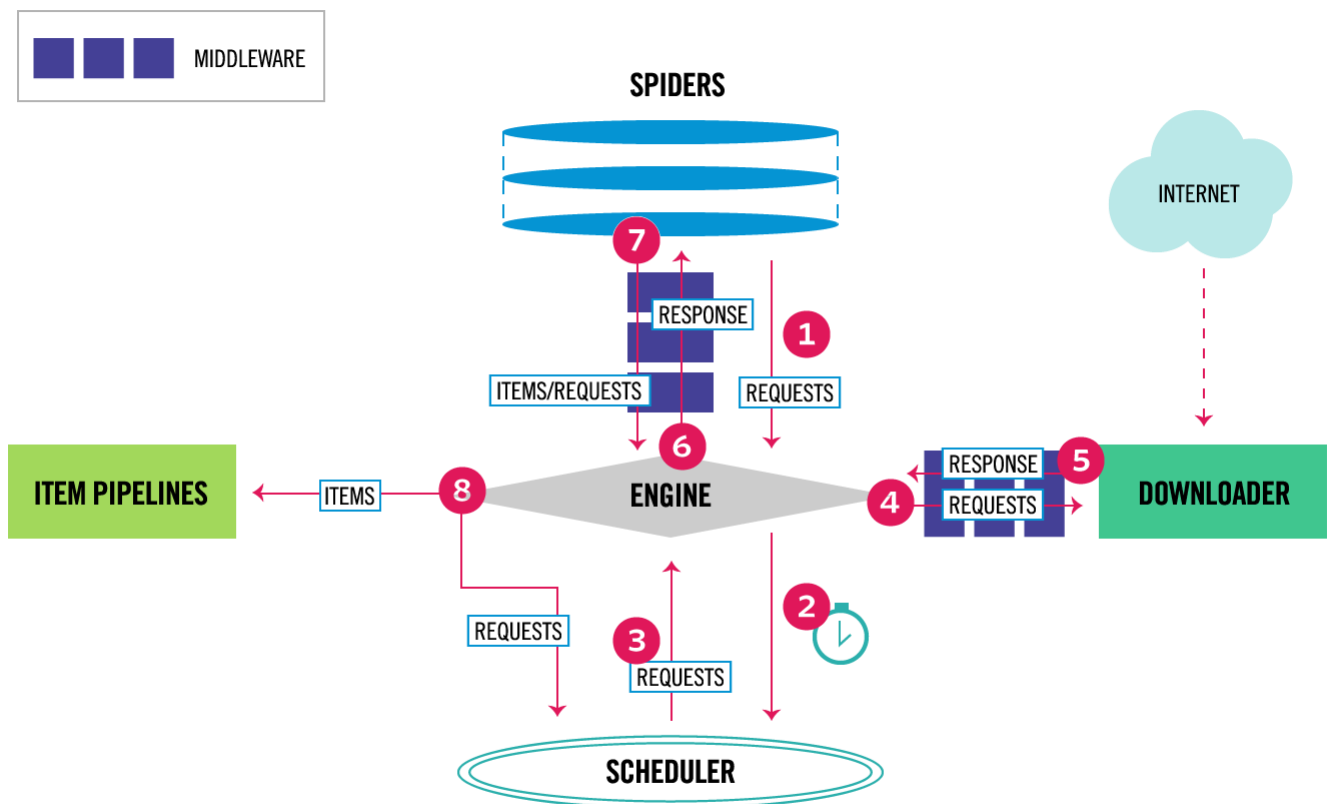 MIDDLEWARE
SPIDERS
INTERNET
7
RESPONSE
1
ITEMS/REQUESTS
REQUESTS
6
ITEM PIPELINES
ITEMS
8
ENGINE
4
RESPONSE
5
REQUESTS
DOWNLOADER
2
REQUESTS
3
REQUESTS
SCHEDULER